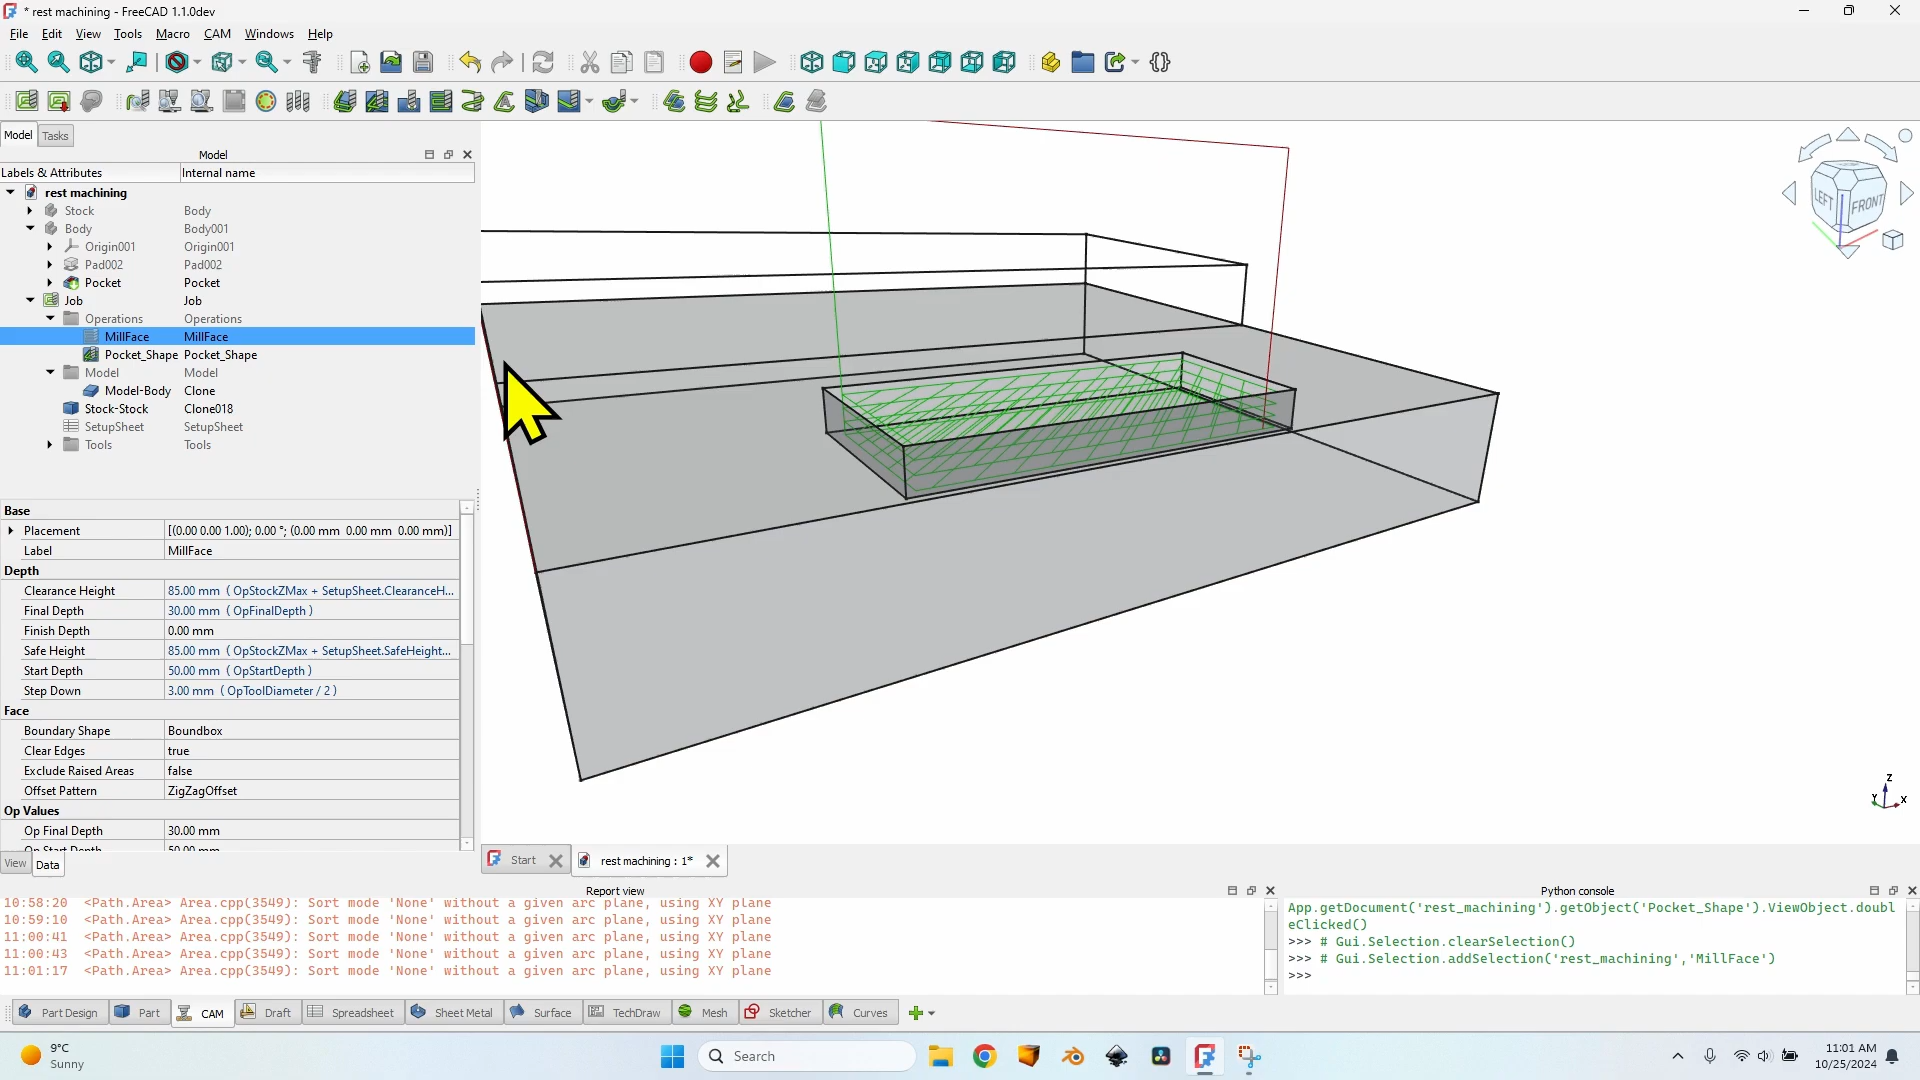 * rest machining - FreeCAD 1.1.0dev
File Edit View Tools Macro CAM Windows Help
Model Tasks
Model
Labels & Attributes Internal name
rest machining
Stock Body
Body Body001
Origin001 Origin001
Pad002 Pad002
Pocket Pocket
Job Job
Operations Operations
MillFace MillFace
Pocket_Shape Pocket_Shape
Model Model
Model-Body Clone
Stock-Stock Clone018
SetupSheet SetupSheet
Tools Tools
Base
Placement [(0.00 0.00 1.00); 0.00 °; (0.00 mm 0.00 mm 0.00 mm)]
Label MillFace
Depth
Clearance Height 85.00 mm ( OpStockZMax + SetupSheet.ClearanceH...
Final Depth 30.00 mm ( OpFinalDepth )
Finish Depth 0.00 mm
Safe Height 85.00 mm ( OpStockZMax + SetupSheet.SafeHeight...
Start Depth 50.00 mm ( OpStartDepth )
Step Down 3.00 mm ( OpToolDiameter / 2 )
Face
Boundary Shape Boundbox
Clear Edges true
Exclude Raised Areas false
Offset Pattern ZigZagOffset
Op Values
Op Final Depth 30.00 mm
Op Start Depth 50.00 mm
View Data
LEFT FRONT
Z
Y X
Start rest machining : 1*
Report view
10:58:20 <Path.Area> Area.cpp(3549): Sort mode 'None' without a given arc plane, using XY plane
10:59:10 <Path.Area> Area.cpp(3549): Sort mode 'None' without a given arc plane, using XY plane
11:00:41 <Path.Area> Area.cpp(3549): Sort mode 'None' without a given arc plane, using XY plane
11:00:43 <Path.Area> Area.cpp(3549): Sort mode 'None' without a given arc plane, using XY plane
11:01:17 <Path.Area> Area.cpp(3549): Sort mode 'None' without a given arc plane, using XY plane
Python console
App.getDocument('rest_machining').getObject('Pocket_Shape').ViewObject.doubl
eClicked()
>>> # Gui.Selection.clearSelection()
>>> # Gui.Selection.addSelection('rest_machining','MillFace')
>>>
Part Design Part CAM Draft Spreadsheet Sheet Metal Surface TechDraw Mesh Sketcher Curves
9°C
Sunny
Search
11:01 AM
10/25/2024